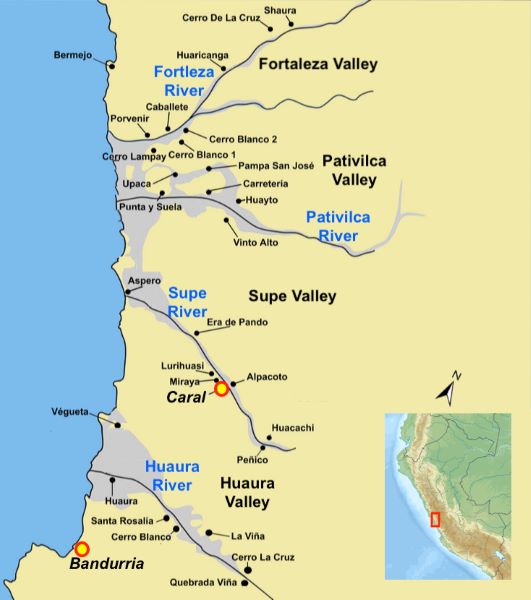 Shaura
Cerro De La Cruz
Bermejo
Huaricanga
Fortaleza Valley
Fortleza
River
Caballete
Porvenir
Cerro Blanco 2
Cerro Lampay
Cerro Blanco 1
Pampa San José
Pativilca
Valley
Upaca
Carreteria
Punta y Suela
Huayto
Pativilca
River
Vinto Alto
Aspero
Supe
River
Supe Valley
Era de Pando
Lurihuasi
Miraya
Alpacoto
Caral
N
Végueta
Huacachi
Peñico
Huaura
River
Huaura
Valley
Huaura
Santa Rosalía
Cerro Blanco
La Viña
Bandurria
Cerro La Cruz
Quebrada Viña